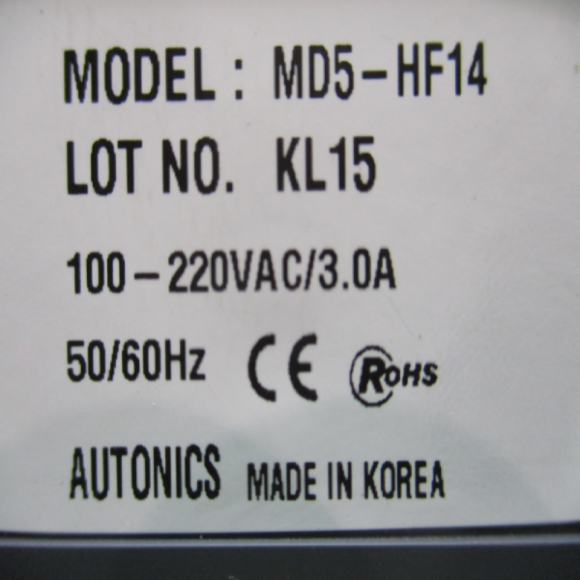 MODEL : MD5-HF14
LOT NO. KL15
100-220VAC/3.0A
50/60Hz CE RoHS
AUTONICS MADE IN KOREA